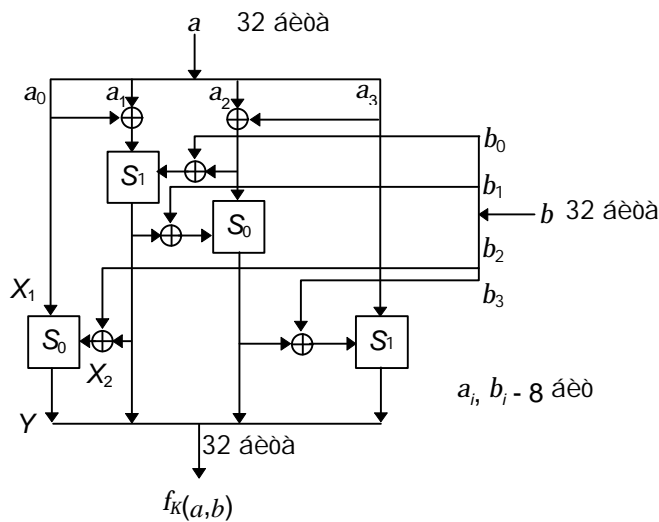 a 32 áèòà
a₀ a₁ a₂ a₃
b₀
S₁
b₁
S₀
b 32 áèòà
b₂
X₁
b₃
S₀
S₁
X₂
aᵢ, bᵢ - 8 áèò
Y
32 áèòà
fK(a,b)